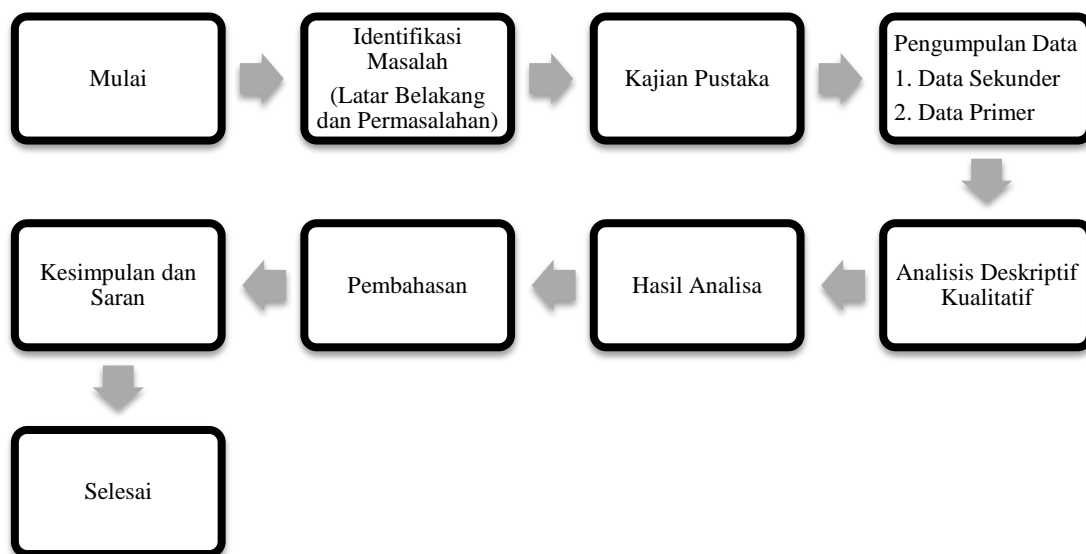 Mulai
Identifikasi
Masalah
(Latar Belakang
dan Permasalahan)
Kajian Pustaka
Pengumpulan Data
1. Data Sekunder
2. Data Primer
Analisis Deskriptif
Kualitatif
Hasil Analisa
Pembahasan
Kesimpulan dan
Saran
Selesai